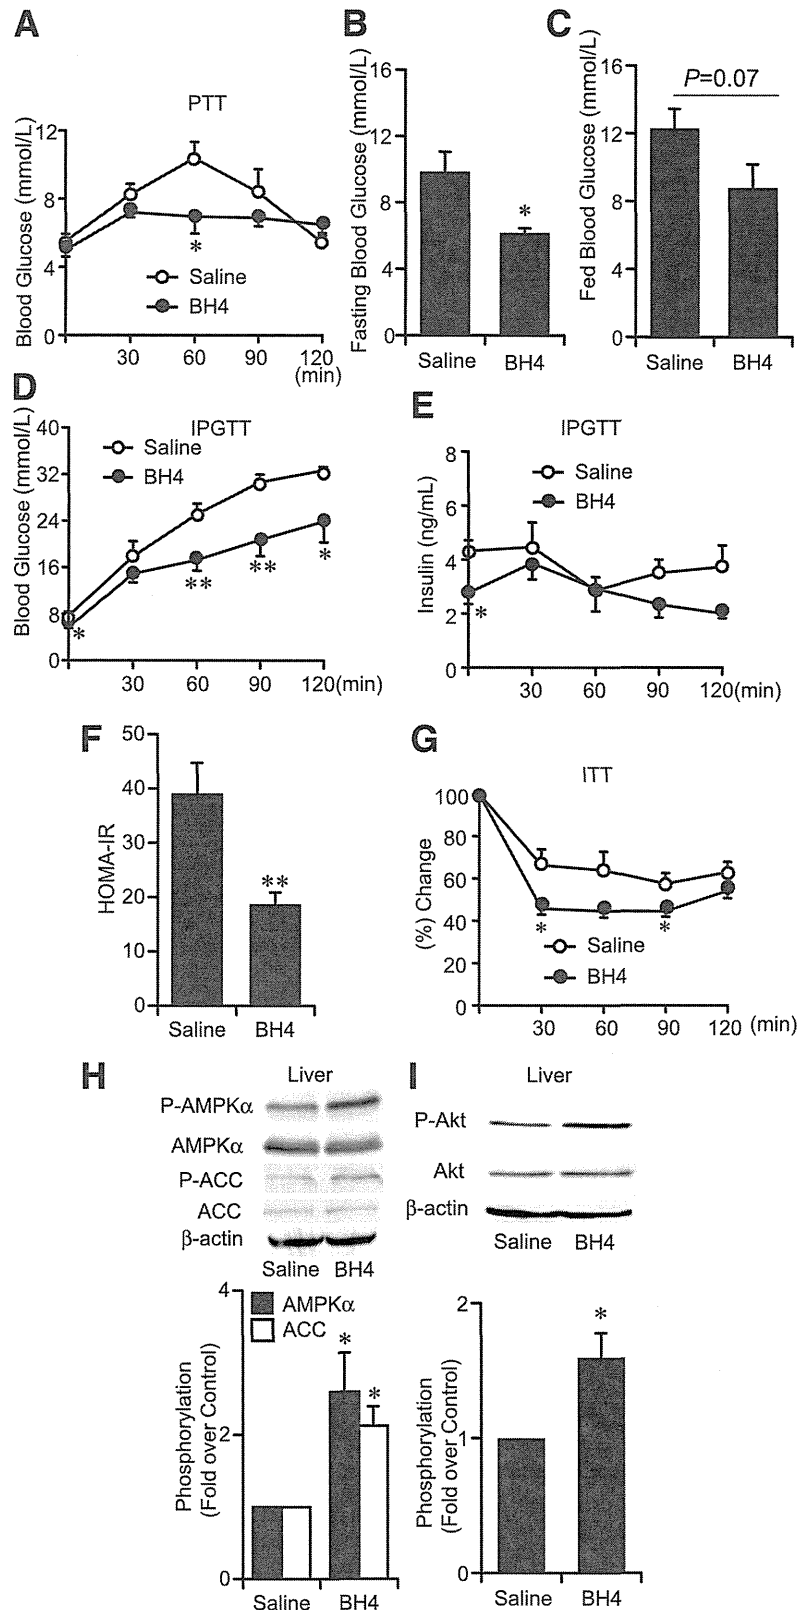 A
PTT
Blood Glucose (mmol/L)
12
8
4
0
Saline
BH4
*
30
60
90
120
(min)
B
Fasting Blood Glucose (mmol/L)
16
12
8
4
0
*
Saline
BH4
C
Fed Blood Glucose (mmol/L)
16
12
8
4
0
P=0.07
Saline
BH4
D
IPGTT
Blood Glucose (mmol/L)
40
32
24
16
8
0
Saline
BH4
*
**
**
*
30
60
90
120(min)
E
IPGTT
Insulin (ng/mL)
8
6
4
2
0
Saline
BH4
*
30
60
90
120(min)
F
HOMA-IR
50
40
30
20
10
0
**
Saline
BH4
G
ITT
(%) Change
100
80
60
40
20
0
*
*
Saline
BH4
30
60
90
120
(min)
H
Liver
P-AMPKα
AMPKα
P-ACC
ACC
β-actin
Saline
BH4
Phosphorylation
(Fold over Control)
4
2
0
AMPKα
ACC
*
*
Saline
BH4
I
Liver
P-Akt
Akt
β-actin
Saline
BH4
Phosphorylation
(Fold over Control)
2
1
0
*
Saline
BH4